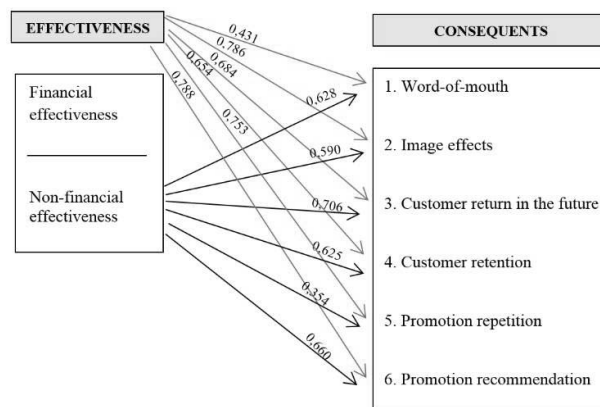 EFFECTIVENESS
CONSEQUENTS
Financial
effectiveness
Non-financial
effectiveness
0,431
0,786
0,684
0,654
0,753
0,788
0,628
0,590
0,706
0,625
0,354
0,660
1. Word-of-mouth
2. Image effects
3. Customer return in the future
4. Customer retention
5. Promotion repetition
6. Promotion recommendation